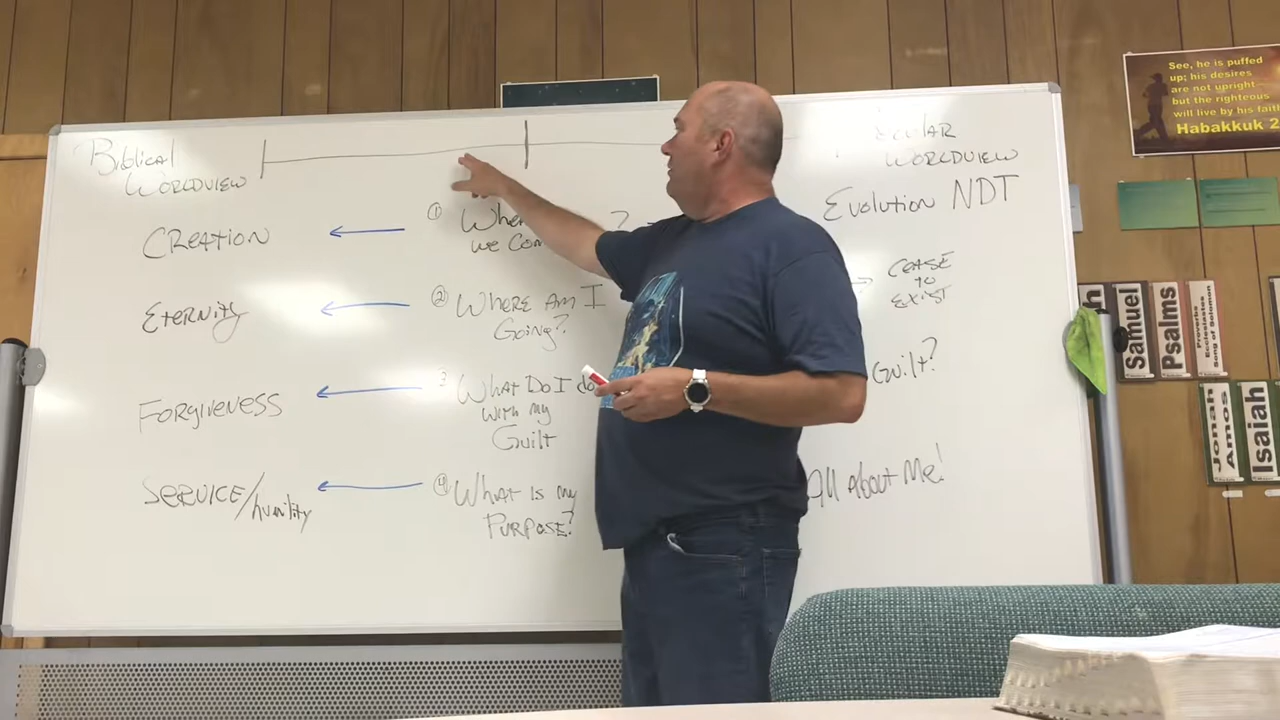 Biblical
Worldview
WORLDVIEW
Evolution NDT
CREATION
①
?
we Com
ETERNITY
② WHERE AM I
Going?
CEASE
TO
EXIST
FORGIVENESS
WHAT DO I do
WITH my
Guilt
Guilt?
SERVICE/humility
④ WHAT IS my
PURPOSE?
All About Me!
See, he is puffed
up; his desires
are not upright—
but the righteous
will live by his faith
Habakkuk 2
Samuel
Psalms
Proverbs
Ecclesiastes
Song of Solomon
Jonah
Amos
Isaiah